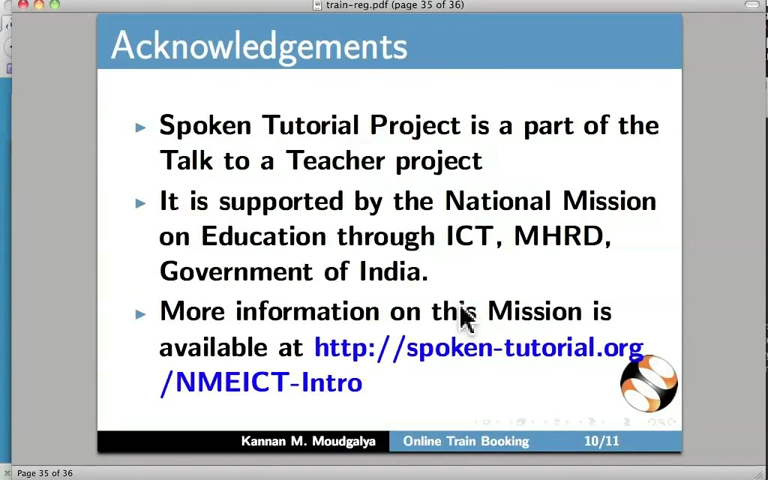 train-reg.pdf (page 35 of 36)
Acknowledgements
Spoken Tutorial Project is a part of the
Talk to a Teacher project
It is supported by the National Mission
on Education through ICT, MHRD,
Government of India.
More information on this Mission is
available at http://spoken-tutorial.org
/NMEICT-Intro
Kannan M. Moudgalya Online Train Booking 10/11
Page 35 of 36